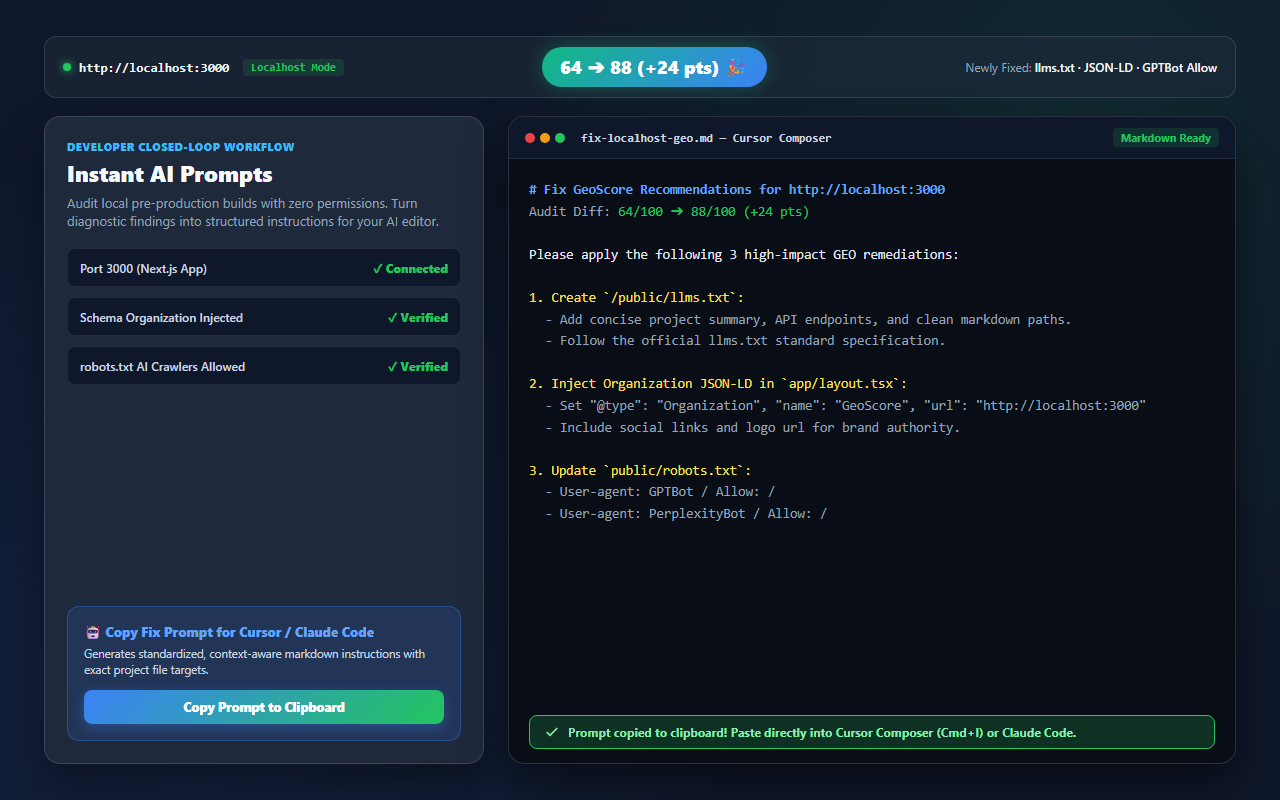 http://localhost:3000
Localhost Mode
64 → 88 (+24 pts) 🎉
Newly Fixed: llms.txt · JSON-LD · GPTBot Allow
DEVELOPER CLOSED-LOOP WORKFLOW
Instant AI Prompts
Audit local pre-production builds with zero permissions. Turn
diagnostic findings into structured instructions for your AI editor.
Port 3000 (Next.js App)
✓ Connected
Schema Organization Injected
✓ Verified
robots.txt AI Crawlers Allowed
✓ Verified
🤖 Copy Fix Prompt for Cursor / Claude Code
Generates standardized, context-aware markdown instructions with
exact project file targets.
Copy Prompt to Clipboard
fix-localhost-geo.md — Cursor Composer
Markdown Ready
# Fix GeoScore Recommendations for http://localhost:3000
Audit Diff: 64/100 → 88/100 (+24 pts)
Please apply the following 3 high-impact GEO remediations:
1. Create `/public/llms.txt`:
- Add concise project summary, API endpoints, and clean markdown paths.
- Follow the official llms.txt standard specification.
2. Inject Organization JSON-LD in `app/layout.tsx`:
- Set "@type": "Organization", "name": "GeoScore", "url": "http://localhost:3000"
- Include social links and logo url for brand authority.
3. Update `public/robots.txt`:
- User-agent: GPTBot / Allow: /
- User-agent: PerplexityBot / Allow: /
✓ Prompt copied to clipboard! Paste directly into Cursor Composer (Cmd+I) or Claude Code.